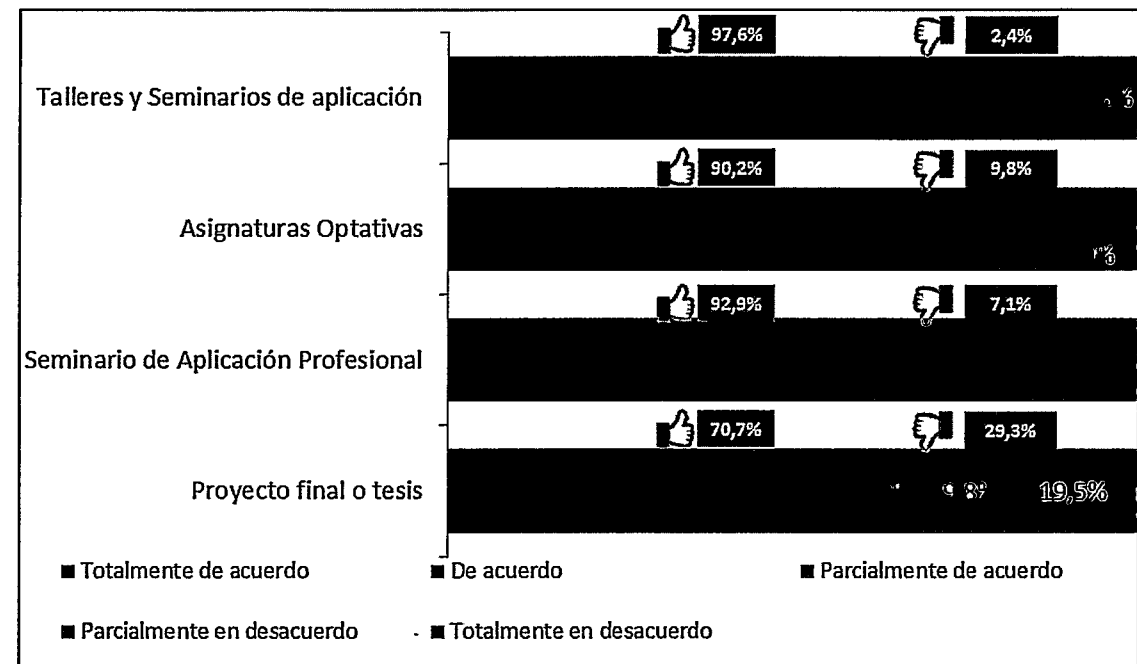 97,6% 2,4%
Talleres y Seminarios de aplicación
90,2% 9,8%
Asignaturas Optativas
92,9% 7,1%
Seminario de Aplicación Profesional
70,7% 29,3%
Proyecto final o tesis 19,5%
Totalmente de acuerdo De acuerdo Parcialmente de acuerdo
Parcialmente en desacuerdo Totalmente en desacuerdo